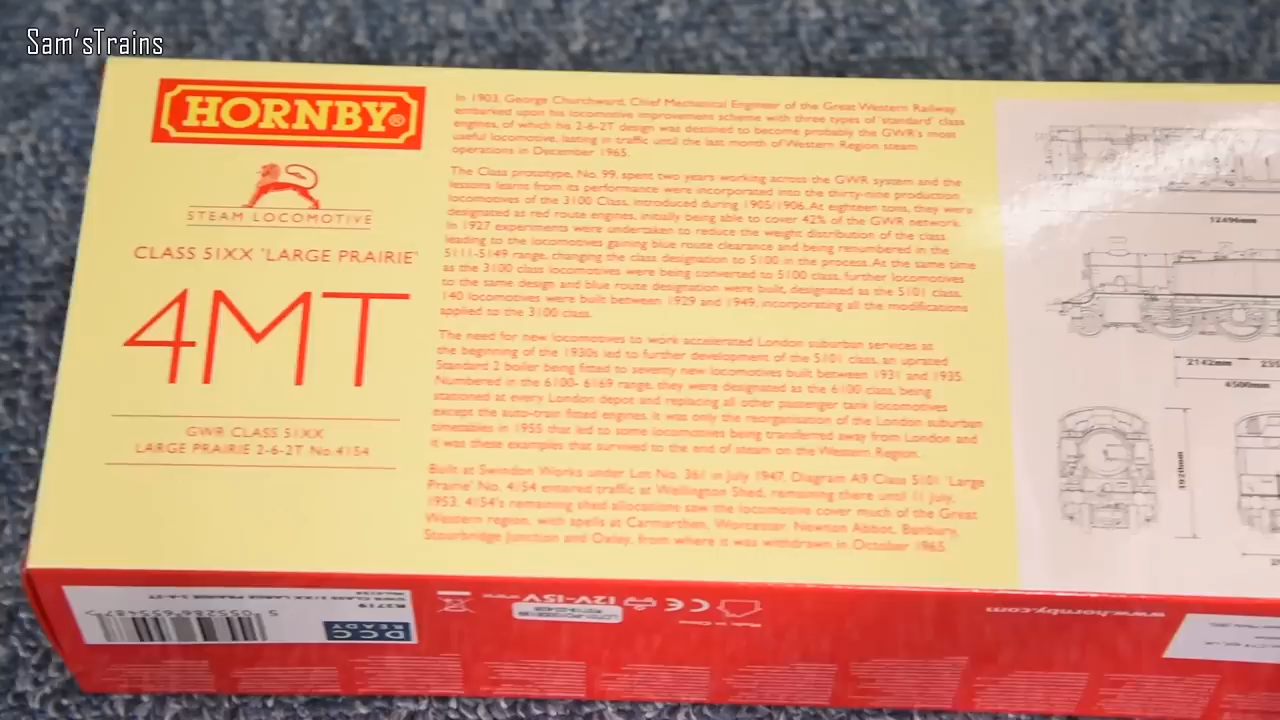 Sam'sTrains
HORNBY®
STEAM LOCOMOTIVE
CLASS 51XX 'LARGE PRAIRIE'
4MT
GWR CLASS 51XX
LARGE PRAIRIE 2-6-2T No.4154
In 1903, George Churchward, Chief Mechanical Engineer of the Great Western Railway
embarked upon his locomotive improvement scheme with three types of 'standard' class
engines, of which his 2-6-2T design was destined to become probably the GWR's most
useful locomotive, lasting in traffic until the last month of Western Region steam
operations in December 1965.
The Class prototype, No. 99, spent two years working across the GWR system and the
lessons learnt from its performance were incorporated into the thirty-nine production
locomotives of the 3100 Class, introduced during 1905/1906. At eighteen tons, they were
designated as red route engines, initially being able to cover 42% of the GWR network.
In 1927 experiments were undertaken to reduce the weight distribution of the class
leading to the locomotives gaining blue route clearance and being renumbered in the
5111-5149 range, changing the class designation to 5100 in the process. At the same time
as the 3100 class locomotives were being converted to 5100 class, further locomotives
to the same design and blue route designation were built, designated as the 5101 class.
140 locomotives were built between 1929 and 1949, incorporating all the modifications
applied to the 3100 class.
The need for new locomotives to work accelerated London suburban services at
the beginning of the 1930s led to further development of the 5101 class, an uprated
Standard 2 boiler being fitted to seventy new locomotives built between 1931 and 1935.
Numbered in the 6100- 6169 range, they were designated as the 6100 class, being
stationed at every London depot and replacing all other passenger tank locomotives
except the auto-train fitted engines. It was only the reorganisation of the London suburban
timetables in 1955 that led to some locomotives being transferred away from London and
it was these examples that survived to the end of steam on the Western Region.
Built at Swindon Works under Lot No. 361 in July 1947, Diagram A9 Class 5101 'Large
Prairie' No. 4154 entered traffic at Wellington Shed, remaining there until 11 July,
1953. 4154's remaining shed allocations saw the locomotive cover much of the Great
Western region, with spells at Carmarthen, Worcester, Newton Abbot, Banbury,
Stourbridge Junction and Oxley, from where it was withdrawn in October 1965.
12496mm
2142mm
4500mm
1920mm
GWR CLASS 51XX LARGE PRAIRIE 2-6-2T
R2719
DCC
READY
12V-15V
CE
Made in China
www.hornby.com